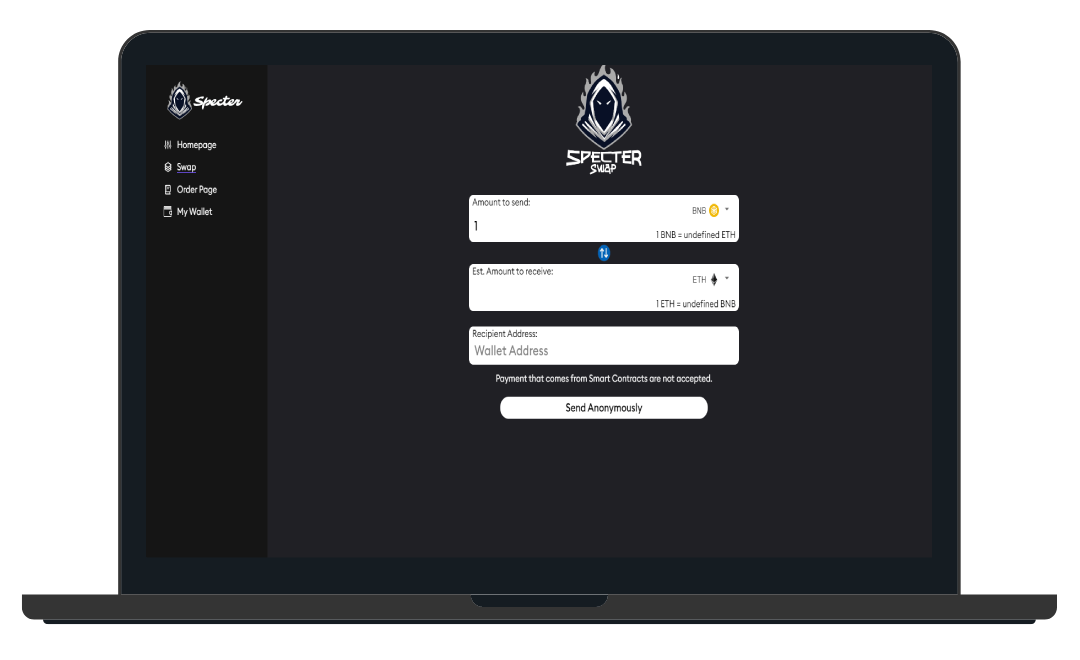 Specter
Homepage
Swap
Order Page
My Wallet
SPECTER
SWAP
Amount to send:
BNB
1
1 BNB = undefined ETH
Est. Amount to receive:
ETH
1 ETH = undefined BNB
Recipient Address:
Wallet Address
Payment that comes from Smart Contracts are not accepted.
Send Anonymously